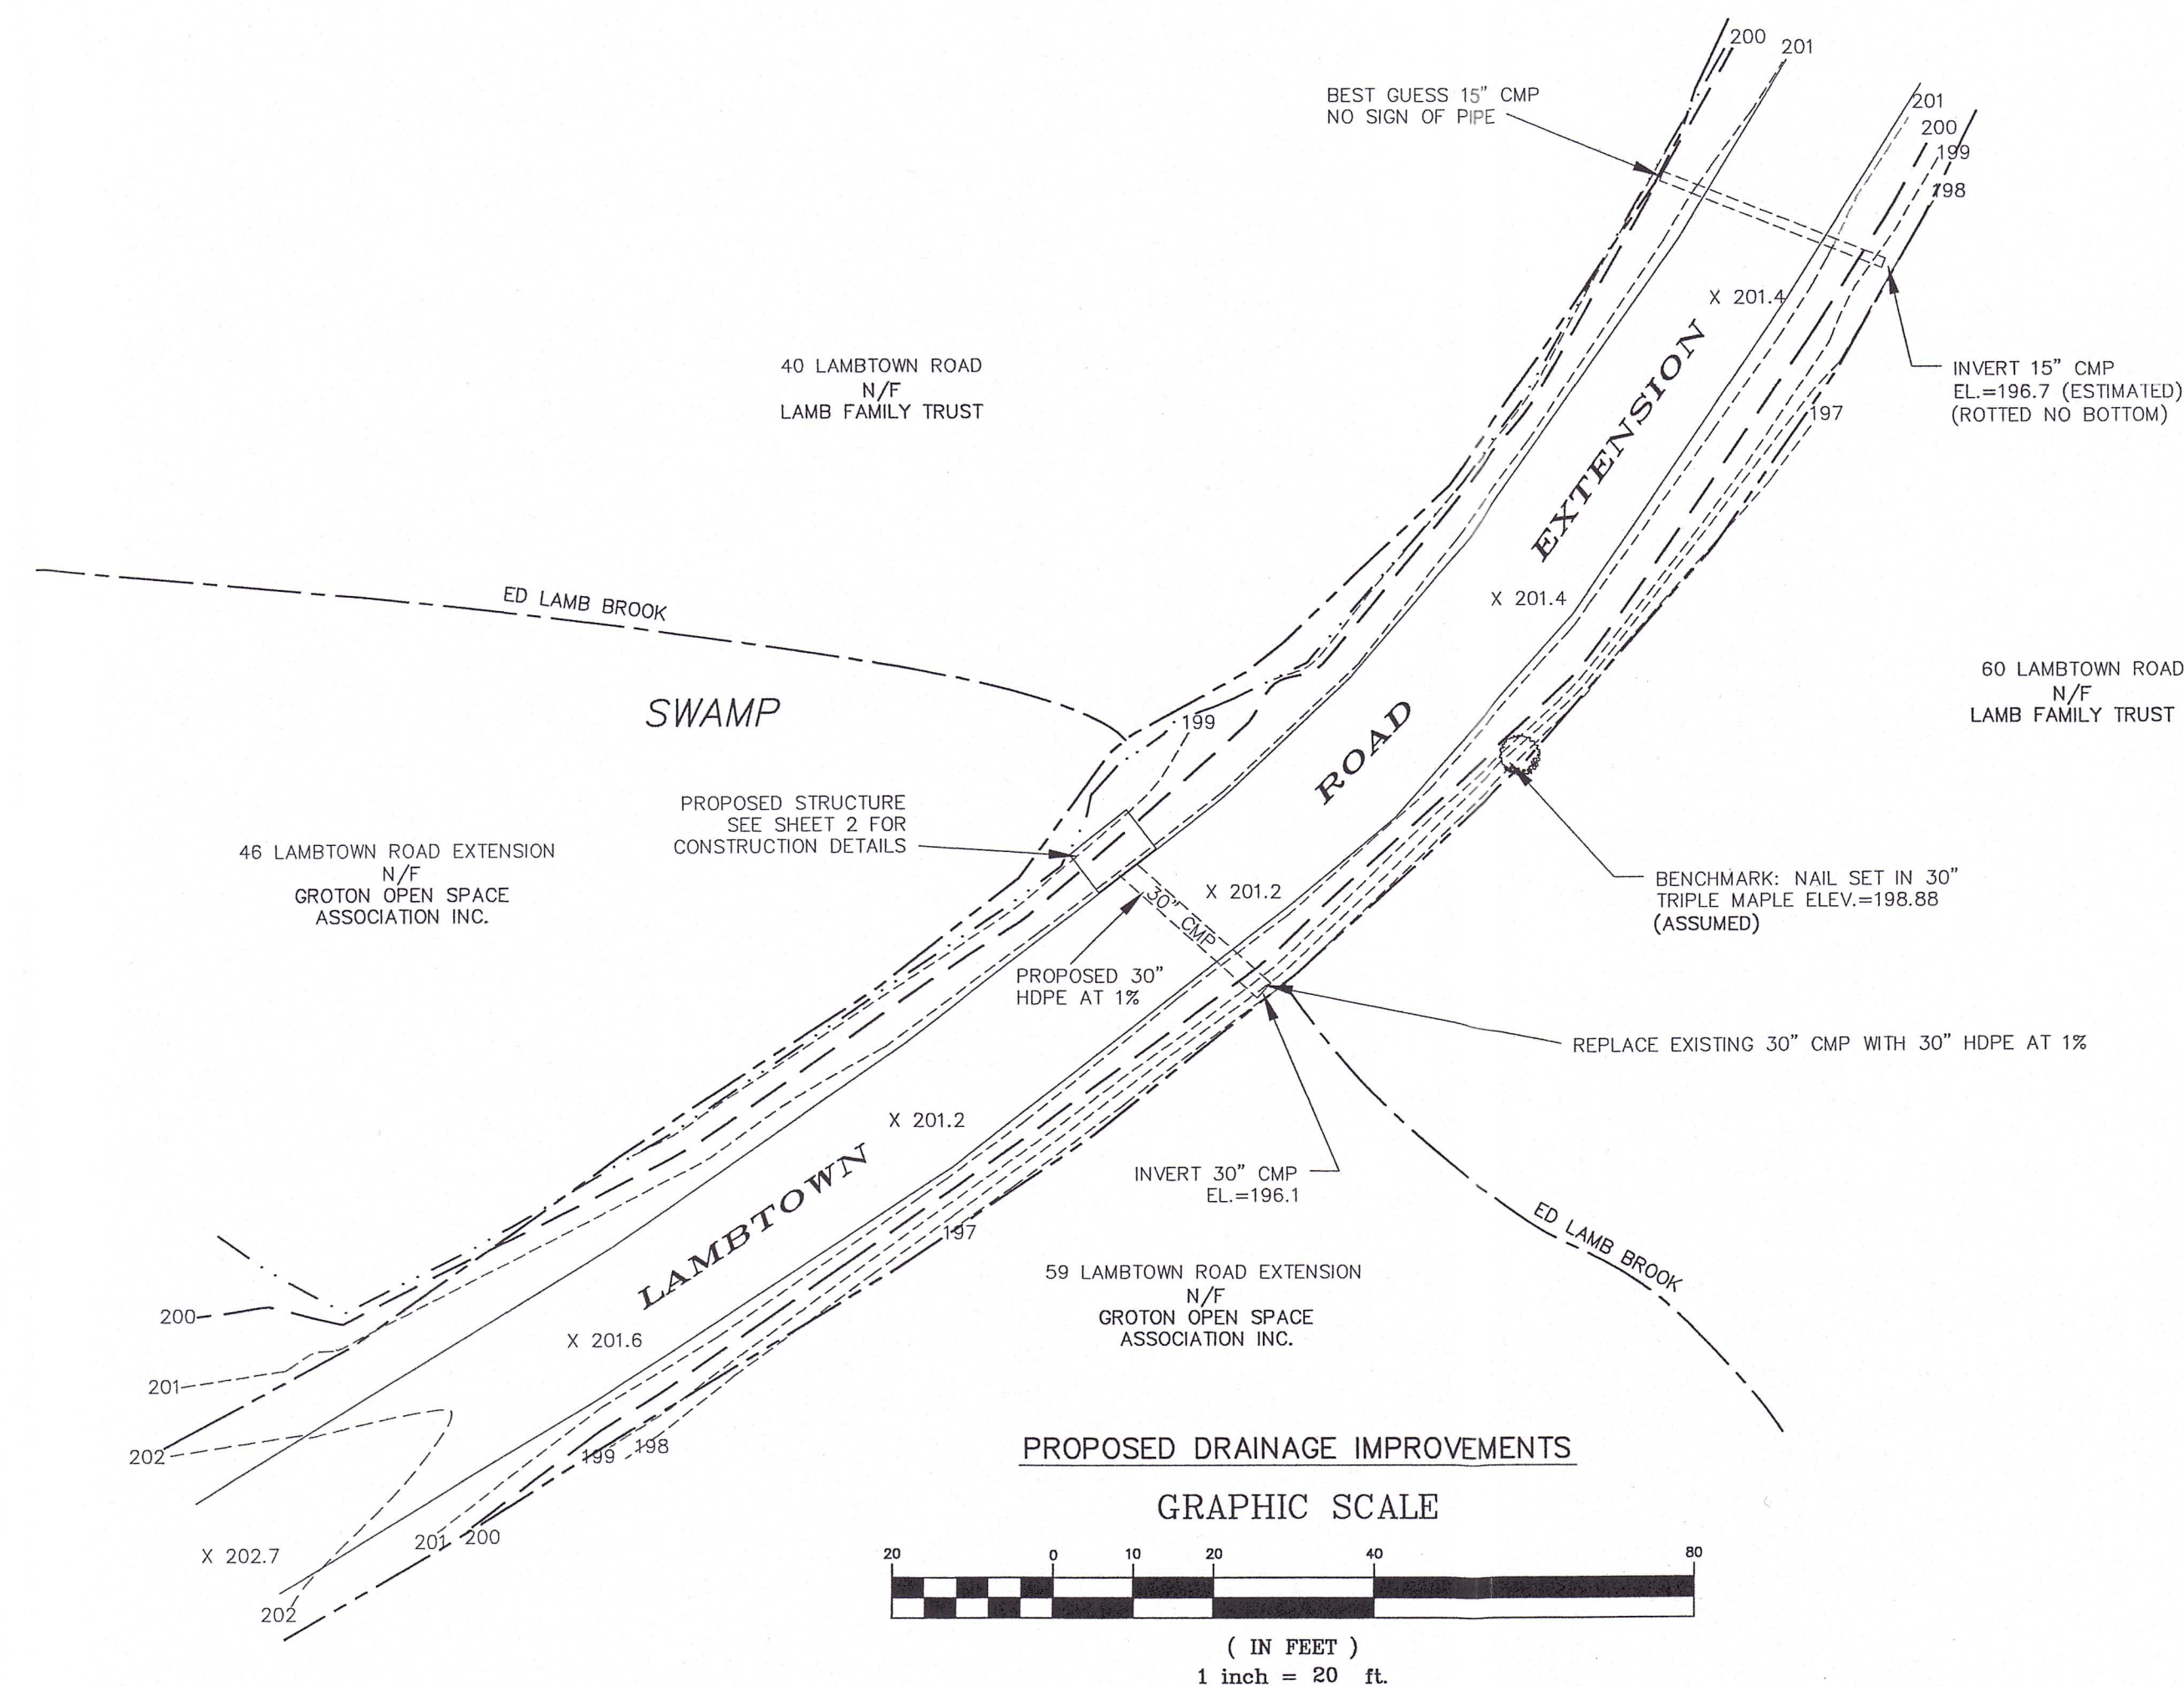 200
201
BEST GUESS 15" CMP
NO SIGN OF PIPE
201
200
199
198
X 201.4
40 LAMBTOWN ROAD
N/F
LAMB FAMILY TRUST
INVERT 15" CMP
EL.=196.7 (ESTIMATED)
(ROTTED NO BOTTOM)
197
EXTENSION
ED LAMB BROOK
X 201.4
60 LAMBTOWN ROAD
N/F
LAMB FAMILY TRUST
SWAMP
199
ROAD
PROPOSED STRUCTURE
SEE SHEET 2 FOR
CONSTRUCTION DETAILS
46 LAMBTOWN ROAD EXTENSION
N/F
GROTON OPEN SPACE
ASSOCIATION INC.
BENCHMARK: NAIL SET IN 30"
TRIPLE MAPLE ELEV.=198.88
(ASSUMED)
X 201.2
30" CMP
PROPOSED 30"
HDPE AT 1%
REPLACE EXISTING 30" CMP WITH 30" HDPE AT 1%
X 201.2
LAMBTOWN
INVERT 30" CMP
EL.=196.1
197
ED LAMB BROOK
59 LAMBTOWN ROAD EXTENSION
N/F
GROTON OPEN SPACE
ASSOCIATION INC.
200
X 201.6
201
202
199
198
201
200
X 202.7
202
PROPOSED DRAINAGE IMPROVEMENTS
GRAPHIC SCALE
20 0 10 20 40 80
( IN FEET )
1 inch = 20 ft.